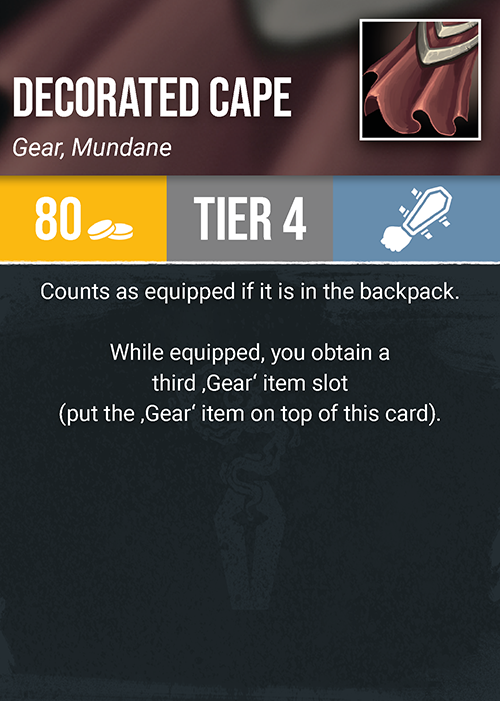 DECORATED CAPE
Gear, Mundane
80
TIER 4
Counts as equipped if it is in the backpack.
While equipped, you obtain a
third ‚Gear‘ item slot
(put the ‚Gear‘ item on top of this card).